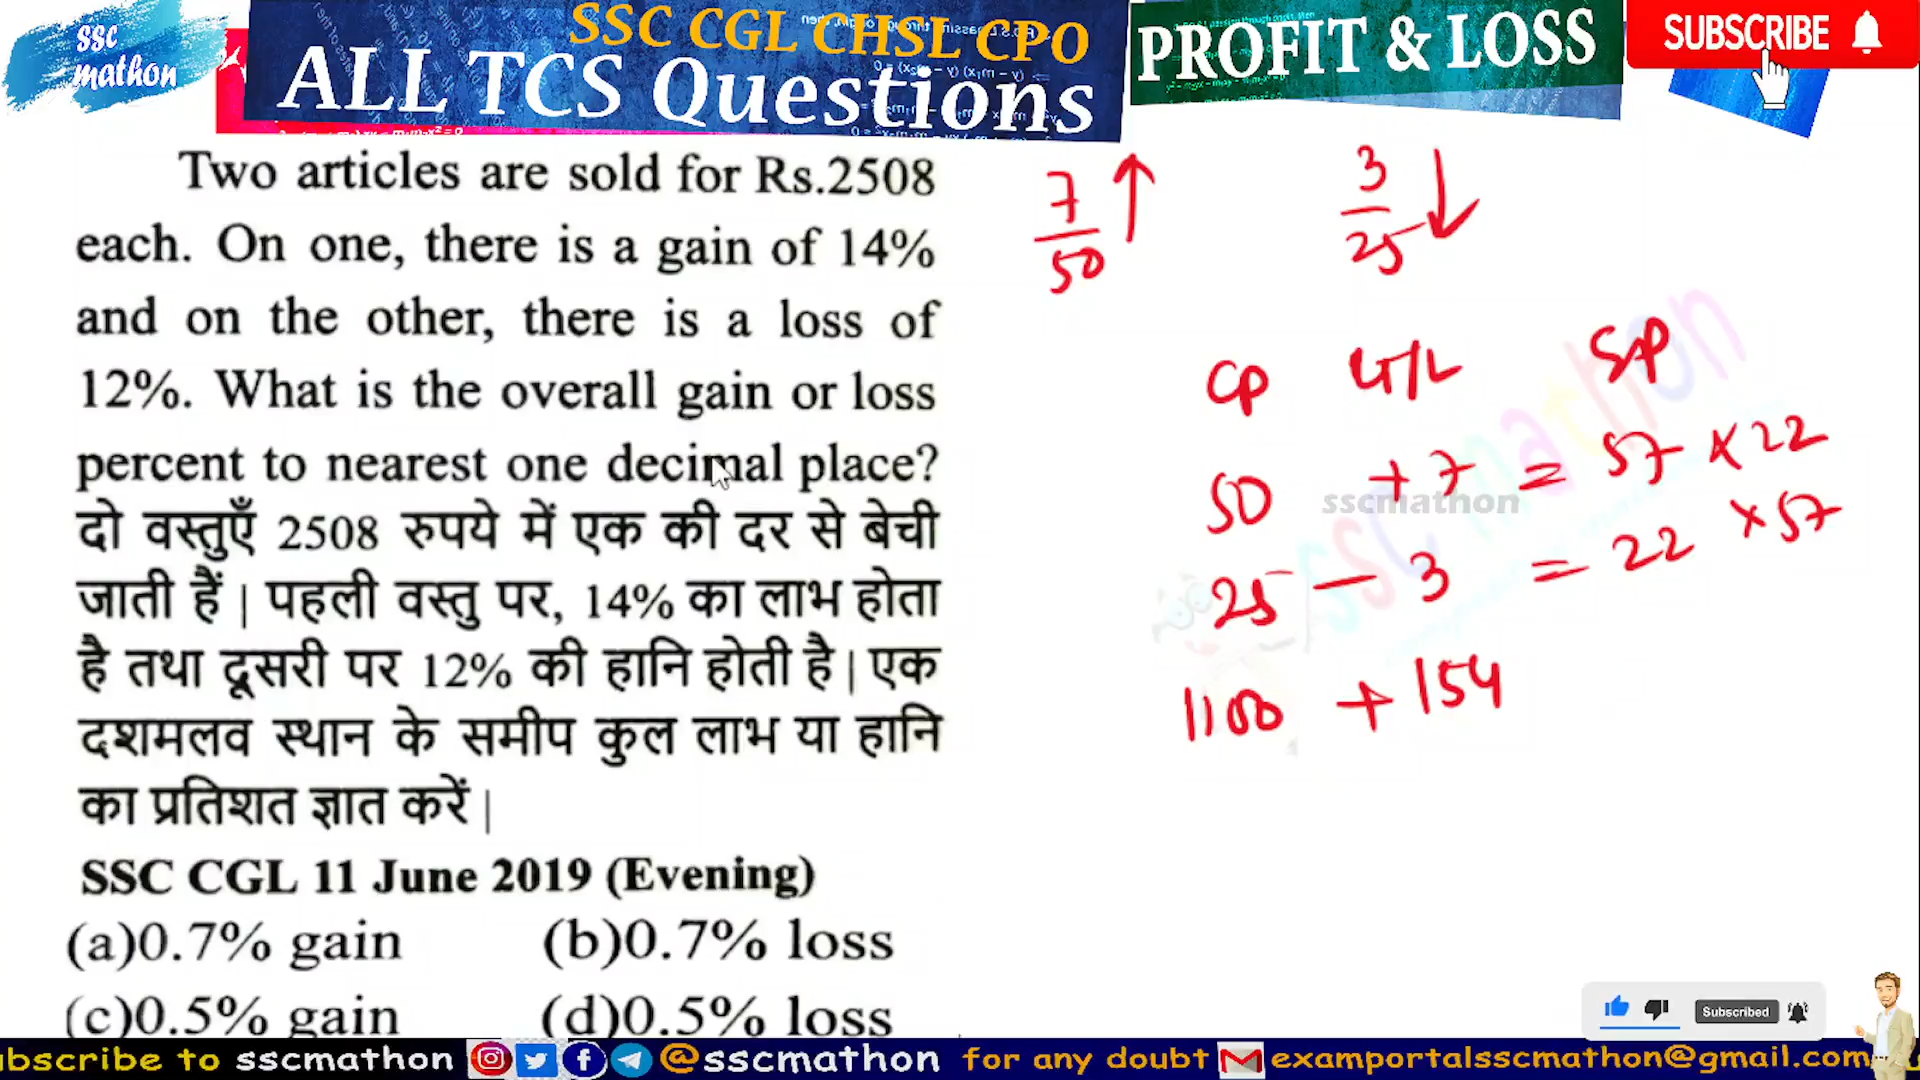 SSC mathon
SSC CGL CHSL CPO
ALL TCS Questions
PROFIT & LOSS
SUBSCRIBE
Two articles are sold for Rs.2508
each. On one, there is a gain of 14%
and on the other, there is a loss of
12%. What is the overall gain or loss
percent to nearest one decimal place?
दो वस्तुएँ 2508 रुपये में एक की दर से बेची
जाती हैं | पहली वस्तु पर, 14% का लाभ होता
है तथा दूसरी पर 12% की हानि होती है | एक
दशमलव स्थान के समीप कुल लाभ या हानि
का प्रतिशत ज्ञात करें |
SSC CGL 11 June 2019 (Evening)
(a)0.7% gain (b)0.7% loss
(c)0.5% gain (d)0.5% loss
7/50 ↑ 3/25 ↓
CP G/L SP
50 + 7 = 57 × 22
25 − 3 = 22 × 57
1100 + 154
sscmathon
Subscribed
bscribe to sscmathon @sscmathon for any doubt examportalsscmathon@gmail.com